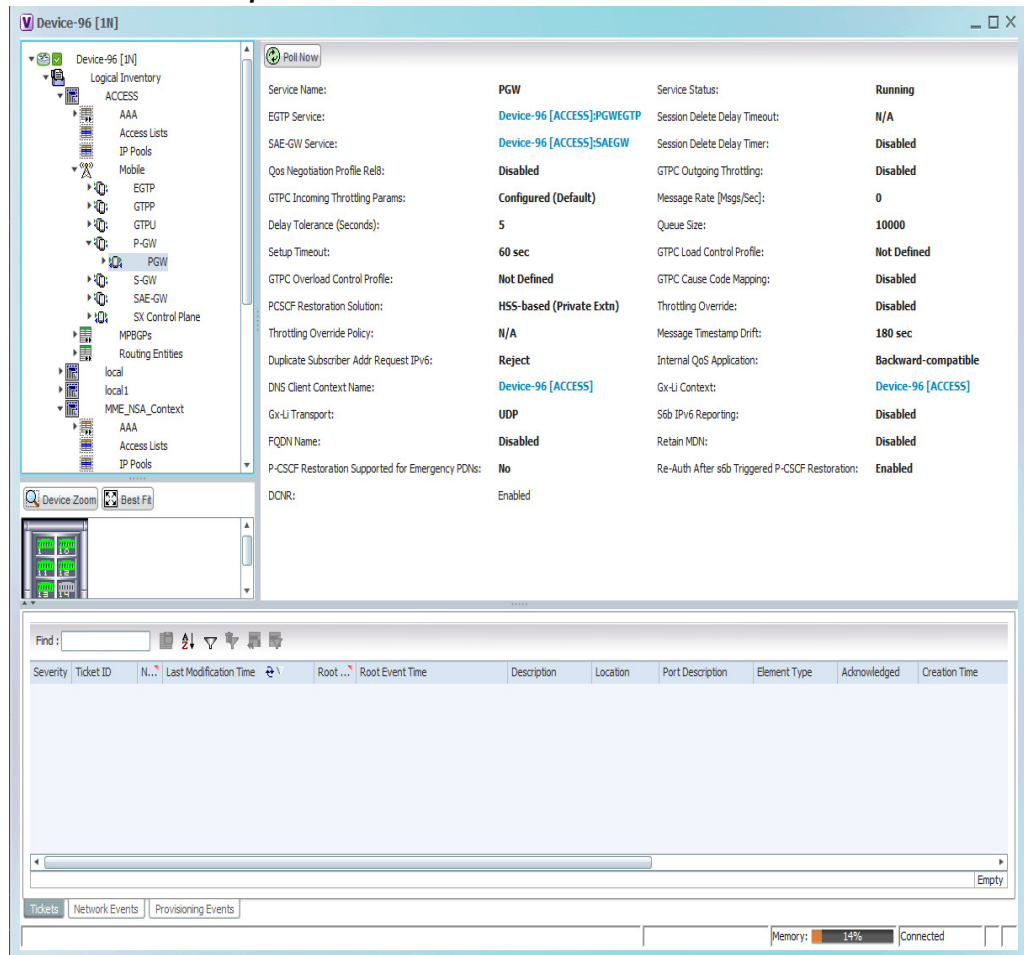 Device-96 [1N]
Device-96 [1N]
Logical Inventory
ACCESS
AAA
Access Lists
IP Pools
Mobile
EGTP
GTPP
GTPU
P-GW
PGW
S-GW
SAE-GW
SX Control Plane
MPBGPs
Routing Entities
local
local1
MME_NSA_Context
AAA
Access Lists
IP Pools
Device Zoom Best Fit
1 10
11 12
13 14
Poll Now
Service Name: PGW Service Status: Running
EGTP Service: Device-96 [ACCESS]:PGWEGTP Session Delete Delay Timeout: N/A
SAE-GW Service: Device-96 [ACCESS]:SAEGW Session Delete Delay Timer: Disabled
Qos Negotiation Profile Rel8: Disabled GTPC Outgoing Throttling: Disabled
GTPC Incoming Throttling Params: Configured (Default) Message Rate [Msgs/Sec]: 0
Delay Tolerance (Seconds): 5 Queue Size: 10000
Setup Timeout: 60 sec GTPC Load Control Profile: Not Defined
GTPC Overload Control Profile: Not Defined GTPC Cause Code Mapping: Disabled
PCSCF Restoration Solution: HSS-based (Private Extn) Throttling Override: Disabled
Throttling Override Policy: N/A Message Timestamp Drift: 180 sec
Duplicate Subscriber Addr Request IPv6: Reject Internal QoS Application: Backward-compatible
DNS Client Context Name: Device-96 [ACCESS] Gx-Li Context: Device-96 [ACCESS]
Gx-Li Transport: UDP S6b IPv6 Reporting: Disabled
FQDN Name: Disabled Retain MDN: Disabled
P-CSCF Restoration Supported for Emergency PDNs: No Re-Auth After s6b Triggered P-CSCF Restoration: Enabled
DCNR: Enabled
Find :
Severity Ticket ID N... Last Modification Time Root ... Root Event Time Description Location Port Description Element Type Acknowledged Creation Time
Empty
Tickets Network Events Provisioning Events
Memory: 14% Connected